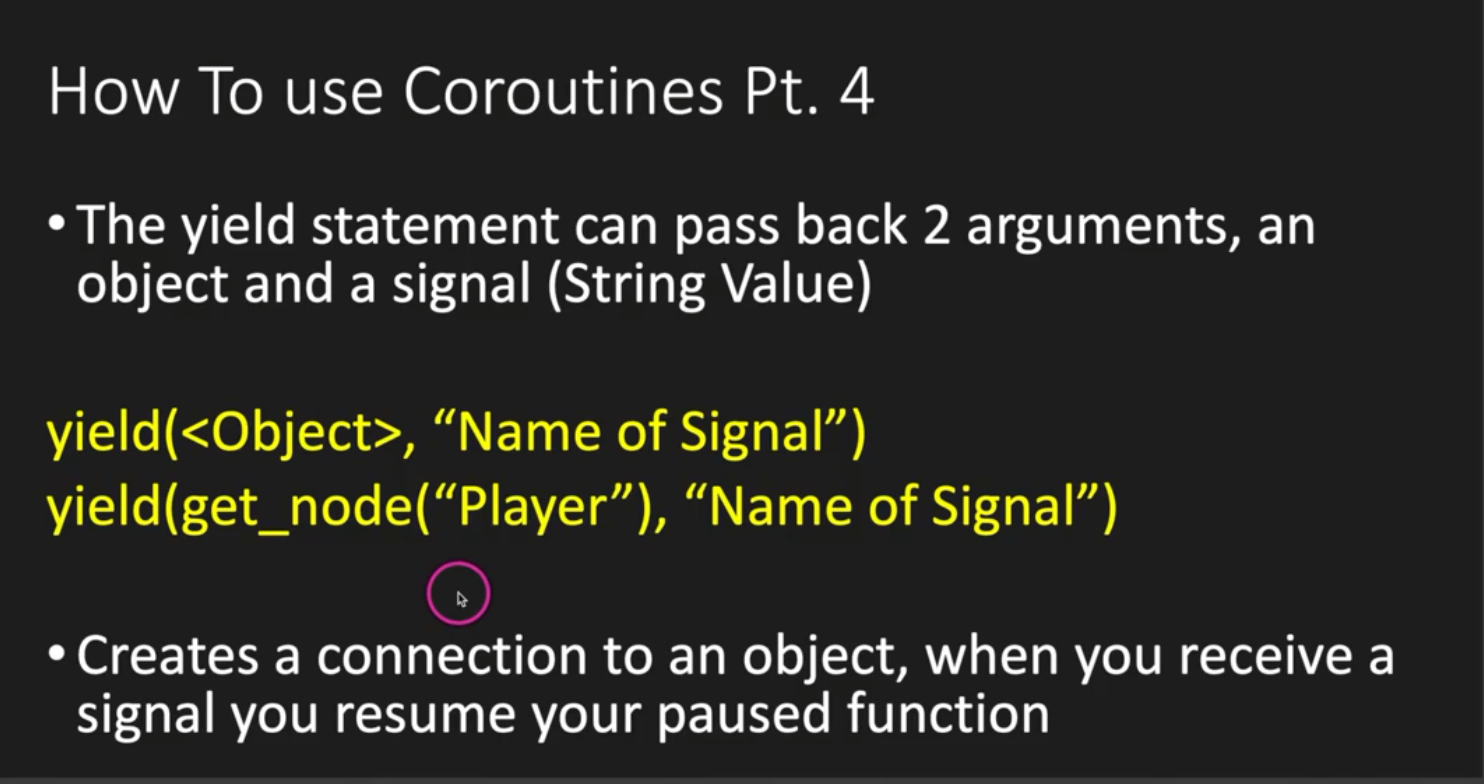 How To use Coroutines Pt. 4
• The yield statement can pass back 2 arguments, an
object and a signal (String Value)
yield(<Object>, “Name of Signal”)
yield(get_node(“Player”), “Name of Signal”)
• Creates a connection to an object, when you receive a
signal you resume your paused function